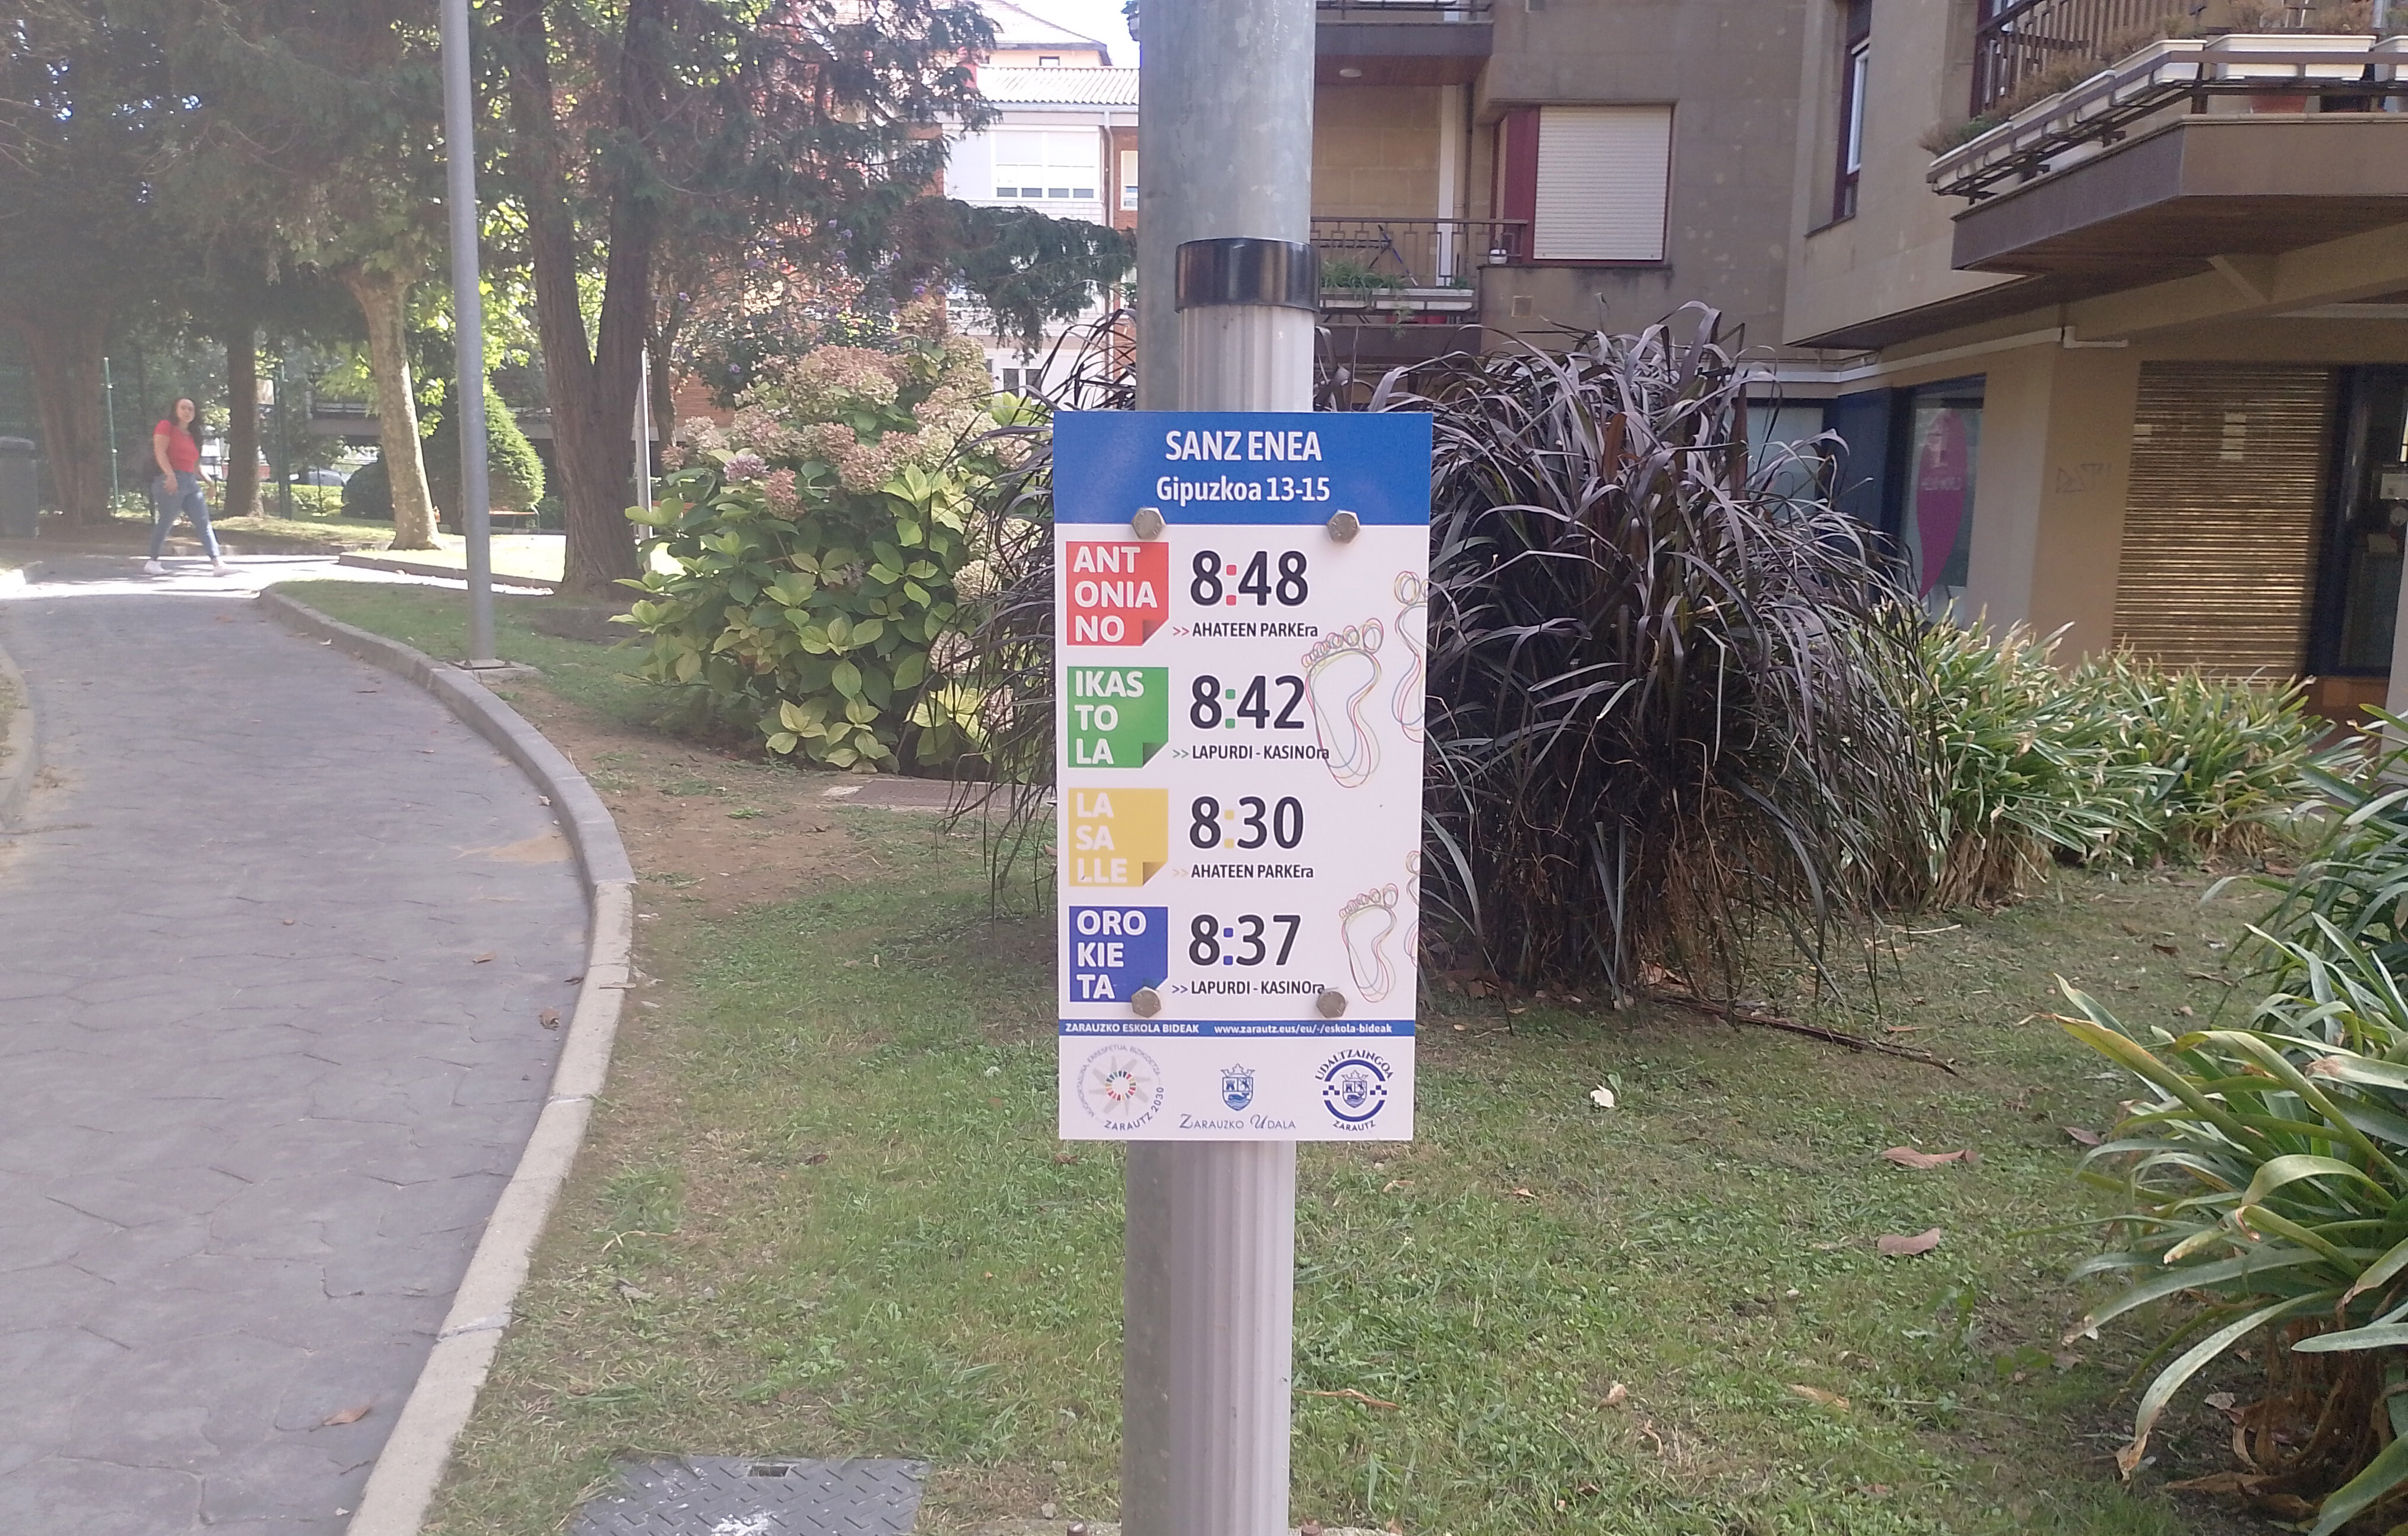 SANZ ENEA
Gipuzkoa 13-15
ANT
ONIA
NO
8:48
>> AHATEEN PARKEra
IKAS
TO
LA
8:42
>> LAPURDI - KASINOra
LA
SA
LLE
8:30
>> AHATEEN PARKEra
ORO
KIE
TA
8:37
>> LAPURDI - KASINOra
ZARAUZKO ESKOLA BIDEAK www.zarautz.eus/eu/-/eskola-bideak
ERRESPETUA, BIZIKIDETZA
ZARAUTZ 2030
ZARAUZKO UDALA
UDALTZAINGOA
ZARAUTZ